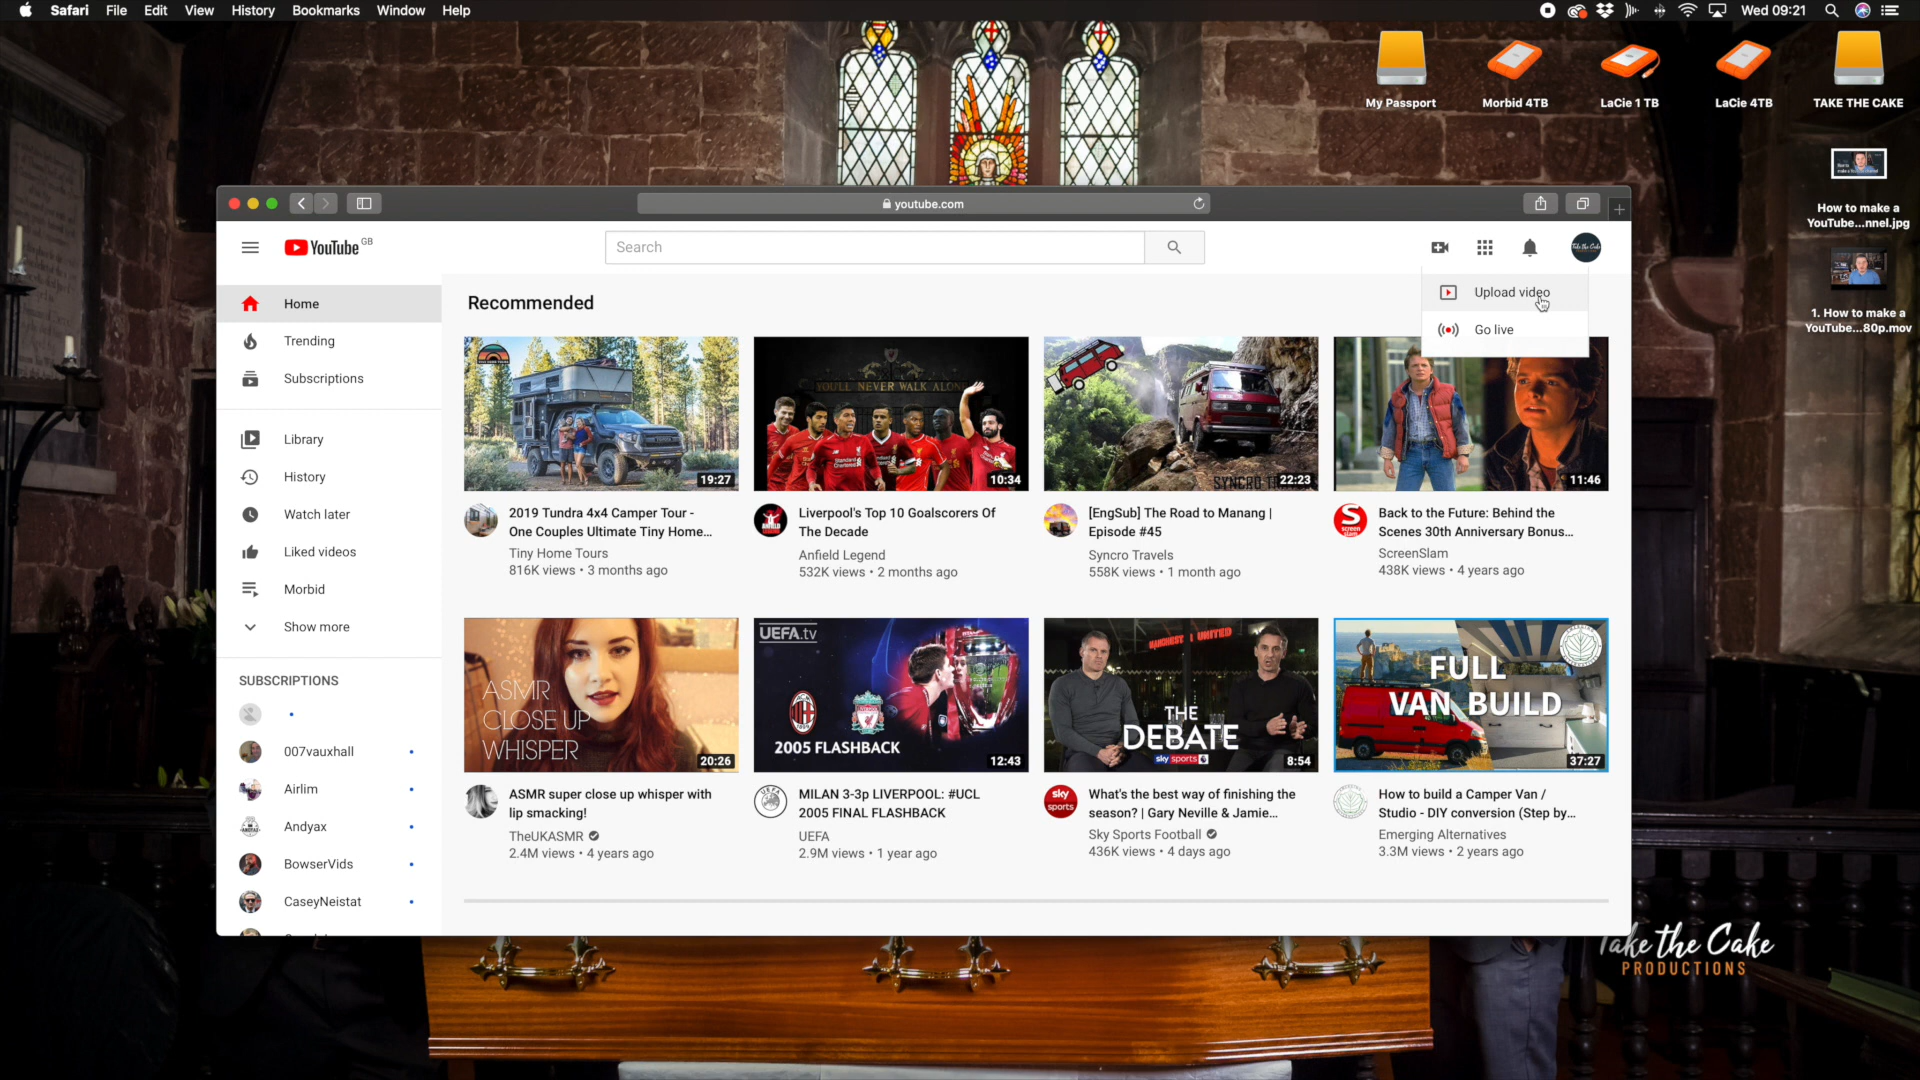 Safari File Edit View History Bookmarks Window Help
Wed 09:21
My Passport
Morbid 4TB
LaCie 1 TB
LaCie 4TB
TAKE THE CAKE
How to make a
YouTube...nnel.jpg
1. How to make a
YouTube...80p.mov
youtube.com
YouTube GB
Search
Upload video
Go live
Home
Trending
Subscriptions
Library
History
Watch later
Liked videos
Morbid
Show more
SUBSCRIPTIONS
007vauxhall
Airlim
Andyax
BowserVids
CaseyNeistat
Recommended
19:27
2019 Tundra 4x4 Camper Tour -
One Couples Ultimate Tiny Home...
Tiny Home Tours
816K views • 3 months ago
YOU'LL NEVER WALK ALONE
10:34
Liverpool's Top 10 Goalscorers Of
The Decade
Anfield Legend
532K views • 2 months ago
22:23
[EngSub] The Road to Manang |
Episode #45
Syncro Travels
558K views • 1 month ago
11:46
Back to the Future: Behind the
Scenes 30th Anniversary Bonus...
ScreenSlam
438K views • 4 years ago
ASMR
CLOSE UP
WHISPER
20:26
ASMR super close up whisper with
lip smacking!
TheUKASMR
2.4M views • 4 years ago
UEFA.tv
2005 FLASHBACK
12:43
MILAN 3-3p LIVERPOOL: #UCL
2005 FINAL FLASHBACK
UEFA
2.9M views • 1 year ago
THE
DEBATE
sky sports
8:54
sky
sports
What's the best way of finishing the
season? | Gary Neville & Jamie...
Sky Sports Football
436K views • 4 days ago
FULL
VAN BUILD
37:27
How to build a Camper Van /
Studio - DIY conversion (Step by...
Emerging Alternatives
3.3M views • 2 years ago
Take the Cake
PRODUCTIONS